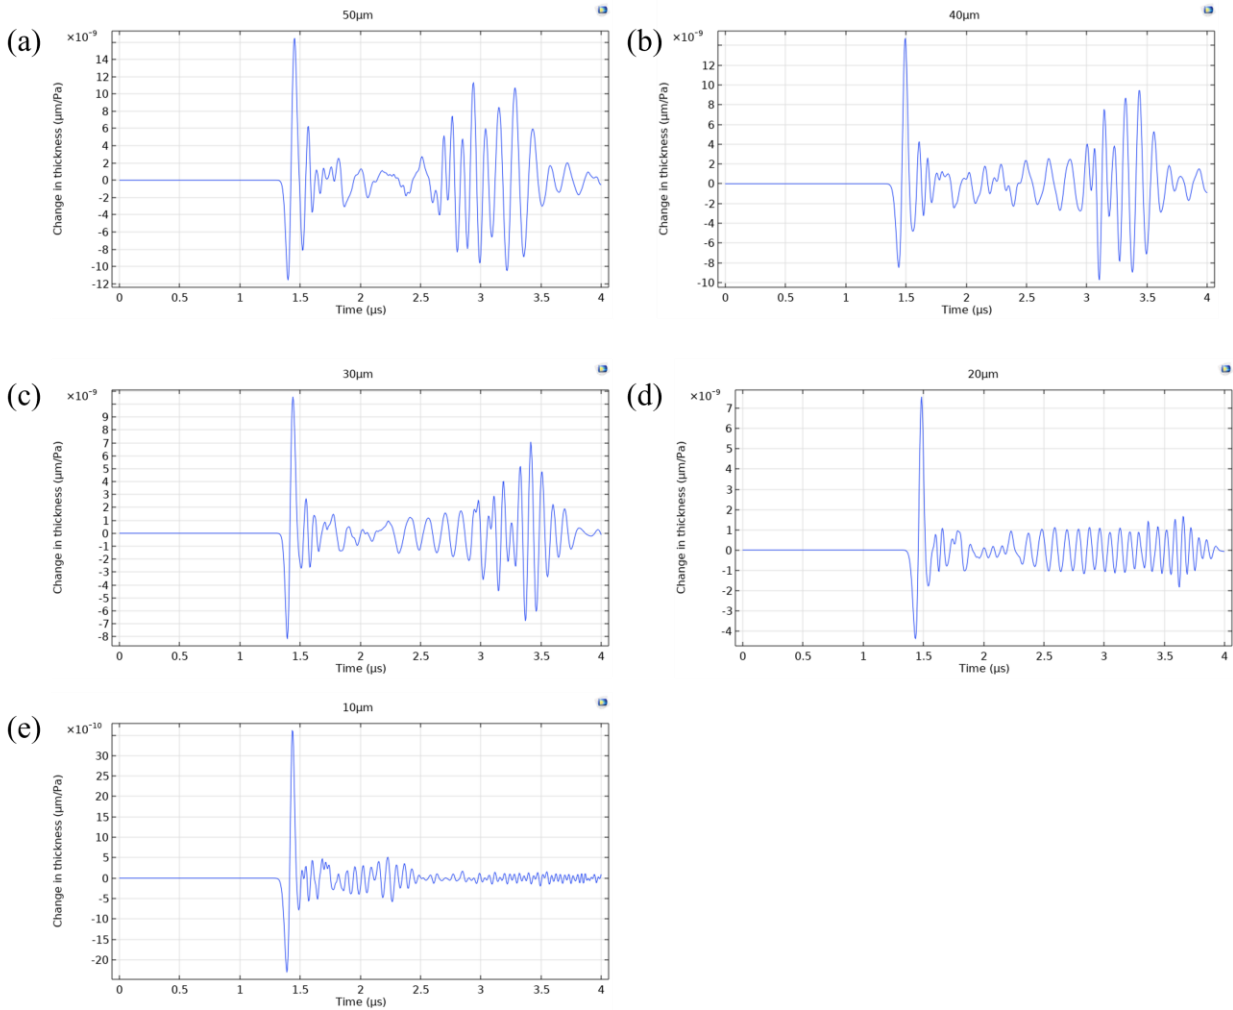 (a)
50μm
×10⁻⁹
Change in thickness (μm/Pa)
14
12
10
8
6
4
2
0
-2
-4
-6
-8
-10
-12
0 0.5 1 1.5 2 2.5 3 3.5 4
Time (μs)
(b)
40μm
×10⁻⁹
Change in thickness (μm/Pa)
12
10
8
6
4
2
0
-2
-4
-6
-8
-10
0 0.5 1 1.5 2 2.5 3 3.5 4
Time (μs)
(c)
30μm
×10⁻⁹
Change in thickness (μm/Pa)
9
8
7
6
5
4
3
2
1
0
-1
-2
-3
-4
-5
-6
-7
-8
0 0.5 1 1.5 2 2.5 3 3.5 4
Time (μs)
(d)
20μm
×10⁻⁹
Change in thickness (μm/Pa)
7
6
5
4
3
2
1
0
-1
-2
-3
-4
0 0.5 1 1.5 2 2.5 3 3.5 4
Time (μs)
(e)
10μm
×10⁻¹⁰
Change in thickness (μm/Pa)
30
25
20
15
10
5
0
-5
-10
-15
-20
0 0.5 1 1.5 2 2.5 3 3.5 4
Time (μs)